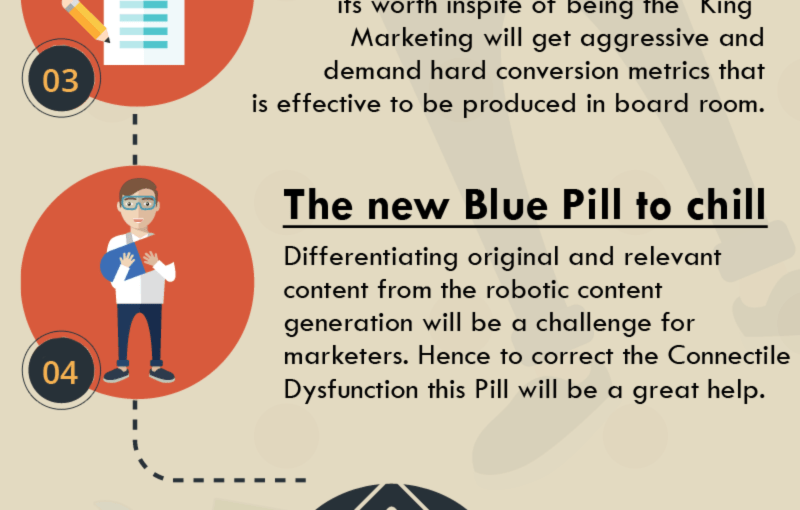 its worth inspite of being the "King"
Marketing will get aggressive and
demand hard conversion metrics that
is effective to be produced in board room.
03
The new Blue Pill to chill
Differentiating original and relevant
content from the robotic content
generation will be a challenge for
marketers. Hence to correct the Connectile
Dysfunction this Pill will be a great help.
04